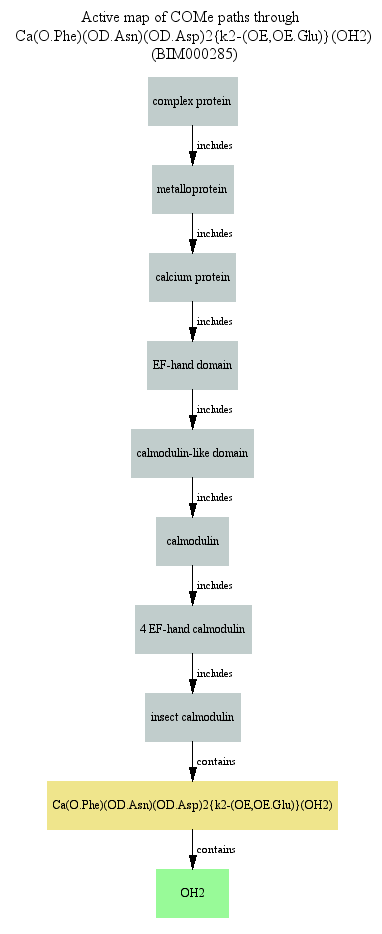 Active map of COMe paths through
Ca(O.Phe)(OD.Asn)(OD.Asp)2{k2-(OE,OE.Glu)}(OH2)
(BIM000285)
complex protein
includes
metalloprotein
includes
calcium protein
includes
EF-hand domain
includes
calmodulin-like domain
includes
calmodulin
includes
4 EF-hand calmodulin
includes
insect calmodulin
contains
Ca(O.Phe)(OD.Asn)(OD.Asp)2{k2-(OE,OE.Glu)}(OH2)
contains
OH2